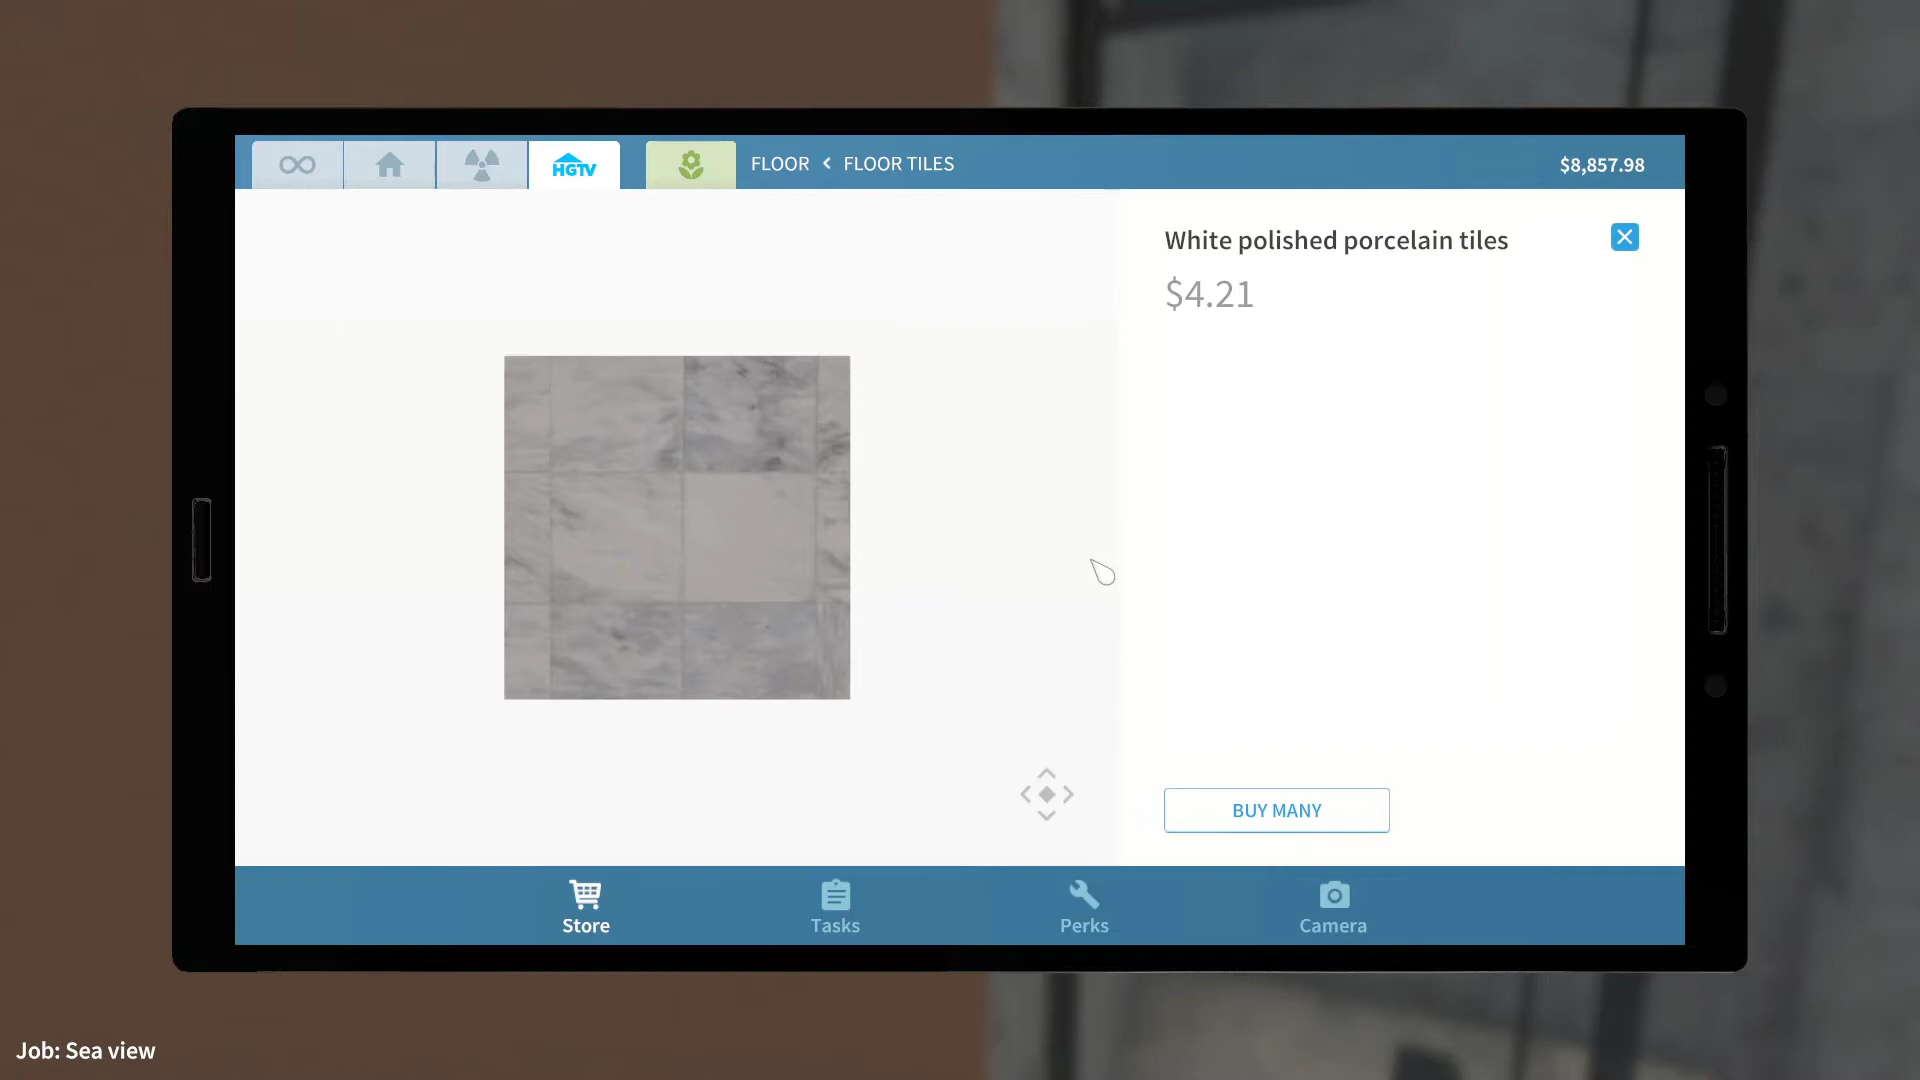 HGTV
FLOOR < FLOOR TILES
$8,857.98
White polished porcelain tiles
$4.21
BUY MANY
Store
Tasks
Perks
Camera
Job: Sea view